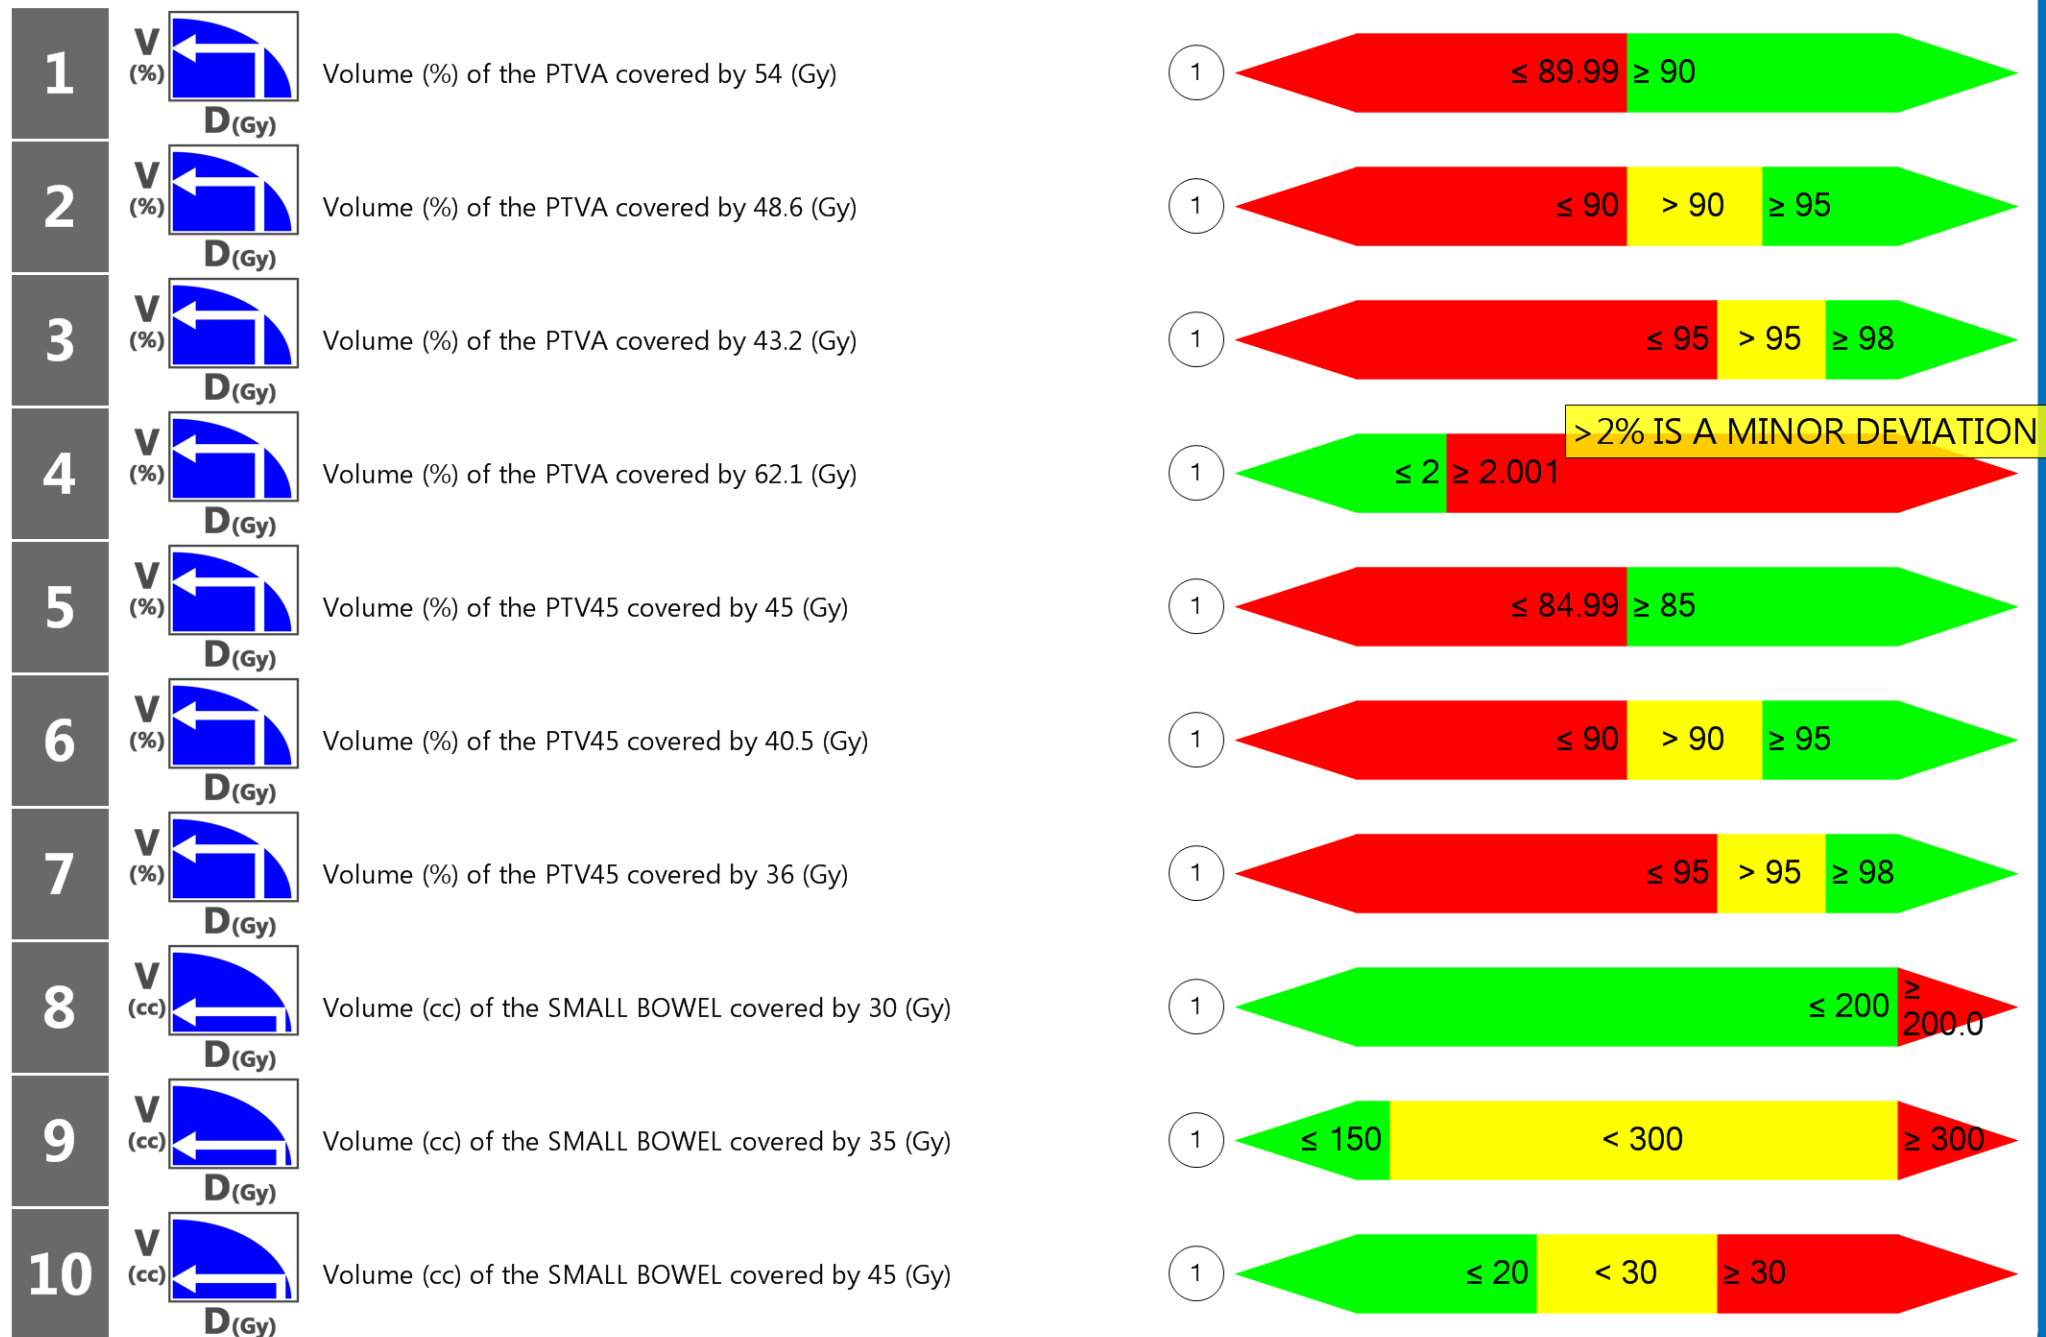 1 V (%) D(Gy) Volume (%) of the PTVA covered by 54 (Gy) 1 ≤ 89.99 ≥ 90
2 V (%) D(Gy) Volume (%) of the PTVA covered by 48.6 (Gy) 1 ≤ 90 > 90 ≥ 95
3 V (%) D(Gy) Volume (%) of the PTVA covered by 43.2 (Gy) 1 ≤ 95 > 95 ≥ 98
>2% IS A MINOR DEVIATION
4 V (%) D(Gy) Volume (%) of the PTVA covered by 62.1 (Gy) 1 ≤ 2 ≥ 2.001
5 V (%) D(Gy) Volume (%) of the PTV45 covered by 45 (Gy) 1 ≤ 84.99 ≥ 85
6 V (%) D(Gy) Volume (%) of the PTV45 covered by 40.5 (Gy) 1 ≤ 90 > 90 ≥ 95
7 V (%) D(Gy) Volume (%) of the PTV45 covered by 36 (Gy) 1 ≤ 95 > 95 ≥ 98
8 V (cc) D(Gy) Volume (cc) of the SMALL BOWEL covered by 30 (Gy) 1 ≤ 200 ≥ 200.0
9 V (cc) D(Gy) Volume (cc) of the SMALL BOWEL covered by 35 (Gy) 1 ≤ 150 < 300 ≥ 300
10 V (cc) D(Gy) Volume (cc) of the SMALL BOWEL covered by 45 (Gy) 1 ≤ 20 < 30 ≥ 30